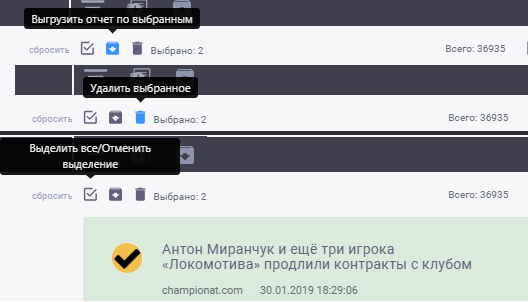 Выгрузить отчет по выбранным
сбросить Выбрано: 2 Всего: 36935
Удалить выбранное
сбросить Выбрано: 2 Всего: 36935
Выделить все/Отменить
выделение
сбросить Выбрано: 2 Всего: 36935
Антон Миранчук и ещё три игрока
«Локомотива» продлили контракты с клубом
championat.com 30.01.2019 18:29:06